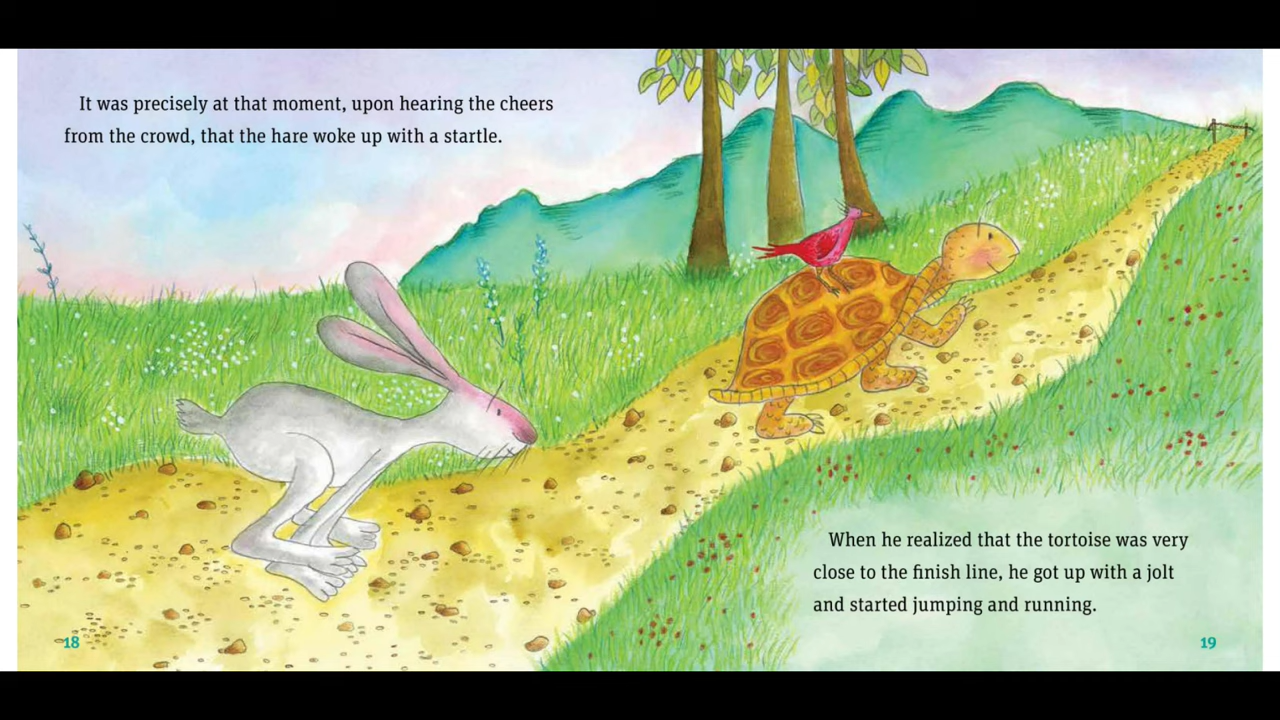 It was precisely at that moment, upon hearing the cheers
from the crowd, that the hare woke up with a startle.
When he realized that the tortoise was very
close to the finish line, he got up with a jolt
and started jumping and running.
18
19